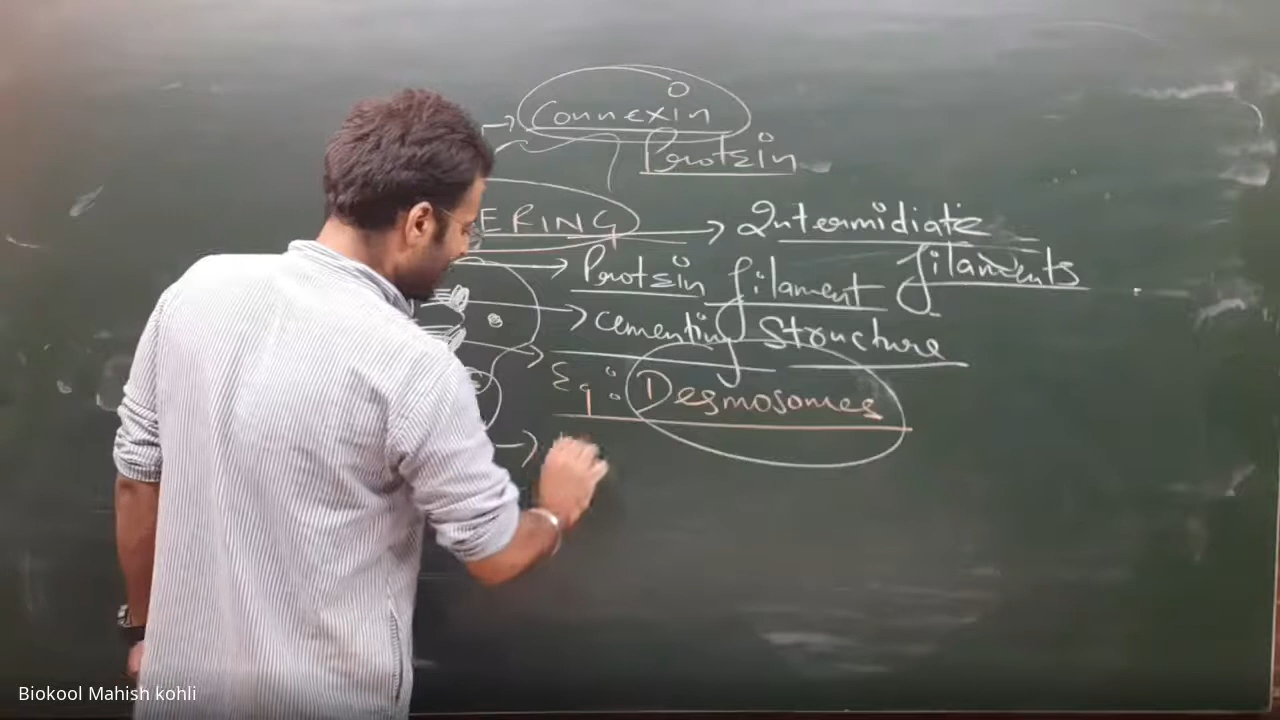 Connexin
Protein
ERING → Intermidiate
filaments
→ Protein filament
→ cementing structure
→ Eg: Desmosomes
→
Biokool Mahish kohli